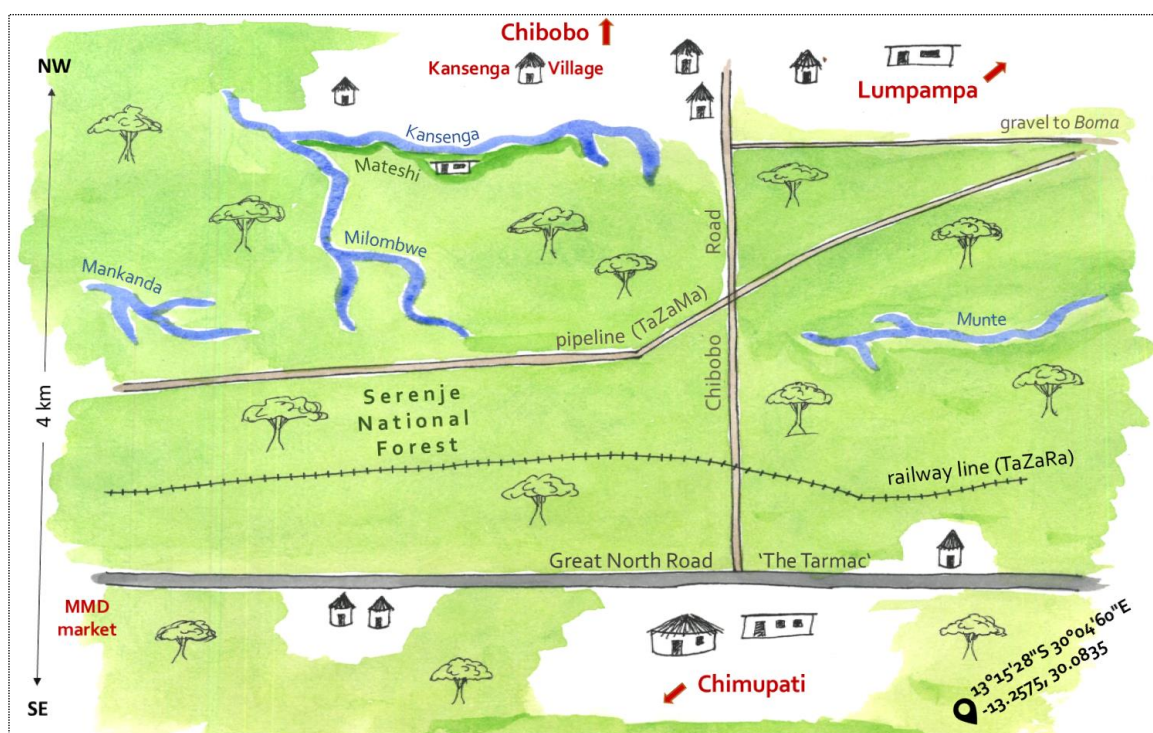 Chibobo
NW
Kansenga Village
Lumpampa
gravel to Boma
Kansenga
Mateshi
Road
Milombwe
Mankanda
pipeline (TaZaMa)
Munte
Chibobo
4 km
Serenje
National
Forest
railway line (TaZaRa)
Great North Road
'The Tarmac'
MMD
market
13°15'28"S 30°04'60"E
-13.2575, 30.0835
Chimupati
SE